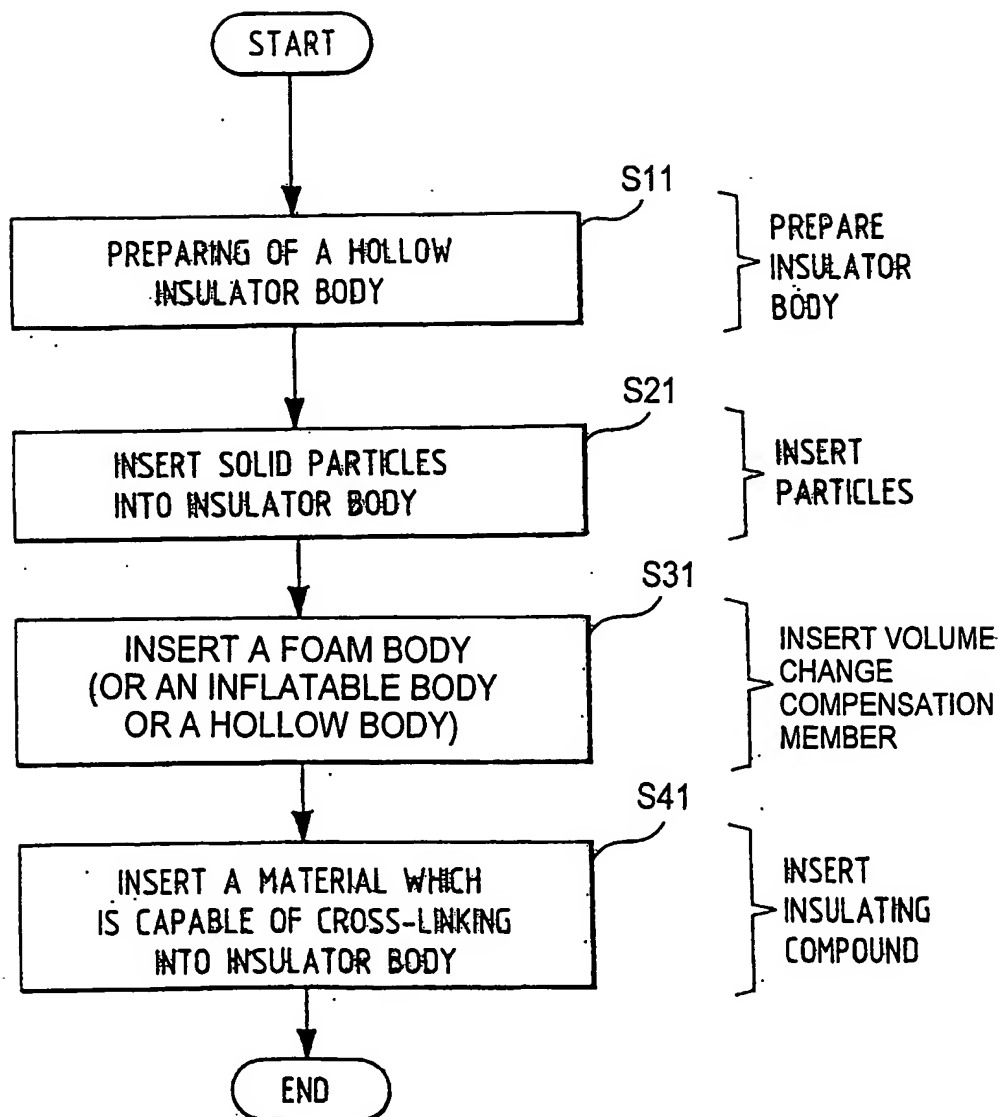 START
S11
PREPARING OF A HOLLOW
INSULATOR BODY
PREPARE
INSULATOR
BODY
S21
INSERT SOLID PARTICLES
INTO INSULATOR BODY
INSERT
PARTICLES
S31
INSERT A FOAM BODY
(OR AN INFLATABLE BODY
OR A HOLLOW BODY)
INSERT VOLUME
CHANGE
COMPENSATION
MEMBER
S41
INSERT A MATERIAL WHICH
IS CAPABLE OF CROSS-LINKING
INTO INSULATOR BODY
INSERT
INSULATING
COMPOUND
END